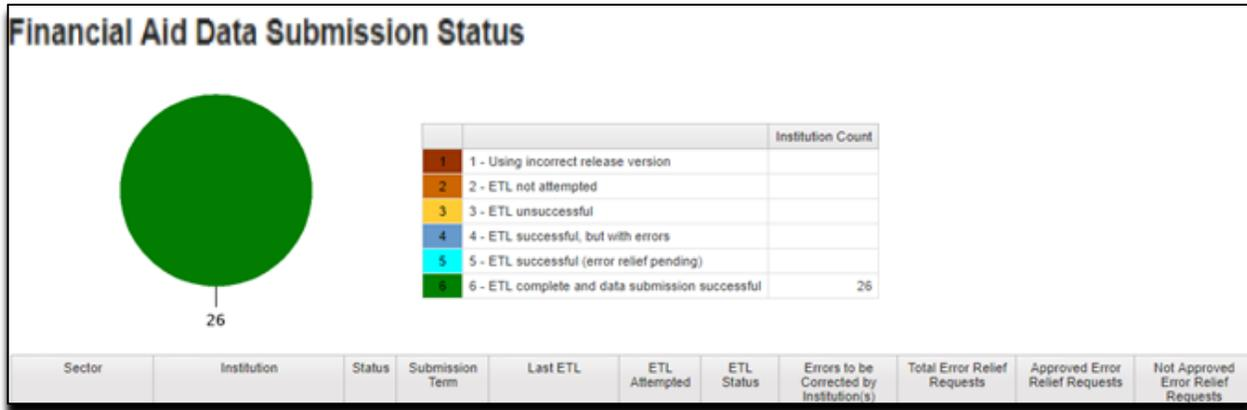 Financial Aid Data Submission Status
Institution Count
1 1 - Using incorrect release version
2 2 - ETL not attempted
3 3 - ETL unsuccessful
4 4 - ETL successful, but with errors
5 5 - ETL successful (error relief pending)
6 6 - ETL complete and data submission successful 26
26
Sector Institution Status Submission Last ETL ETL ETL Errors to be Total Error Relief Approved Error Not Approved
Term Attempted Status Corrected by Requests Relief Requests Error Relief
Institution(s) Requests